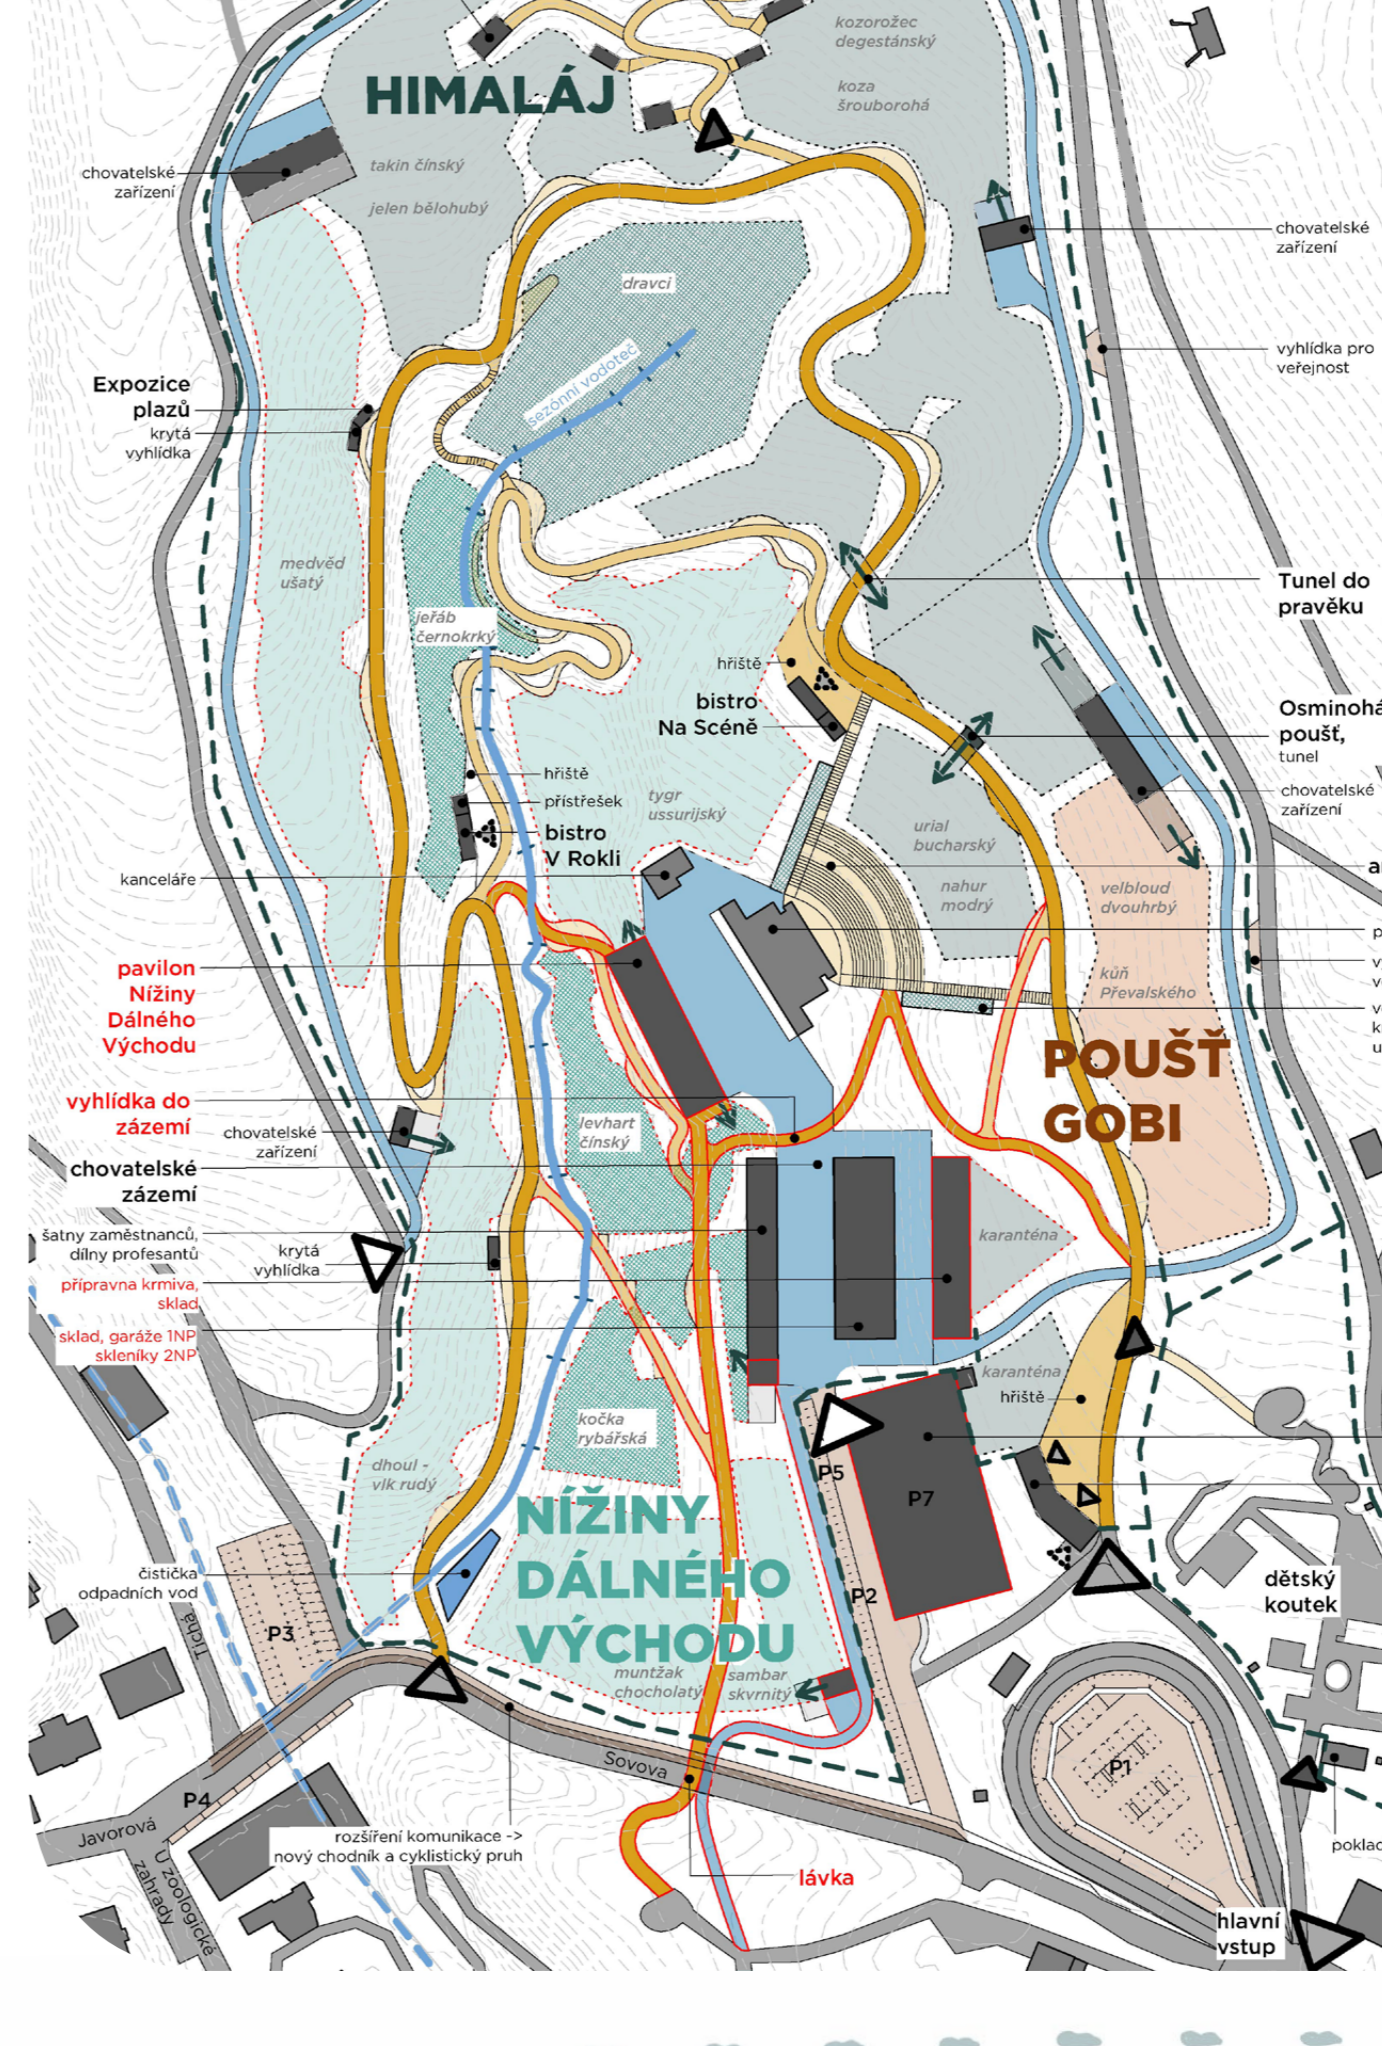 kozorožec
degestánský
koza
šrouborohá
HIMALÁJ
takin čínský
jelen bělohubý
chovatelské
zařízení
chovatelské
zařízení
dravci
sezónní vodoteč
vyhlídka pro
veřejnost
Expozice
plazů
krytá
vyhlídka
medvěd
ušatý
jeřáb
černokrký
Tunel do
pravěku
hřiště
bistro
Na Scéně
Osminohá
poušť,
tunel
chovatelské
zařízení
hřiště
přístřešek
bistro
V Rokli
tygr
ussurijský
urial
bucharský
nahur
modrý
velbloud
dvouhrbý
kanceláře
kůň
Převalského
pavilon
Nížiny
Dálného
Východu
POUŠŤ
GOBI
vyhlídka do
zázemí
chovatelské
zařízení
levhart
čínský
chovatelské
zázemí
šatny zaměstnanců,
dílny profesantů
krytá
vyhlídka
karanténa
přípravna krmiva,
sklad
sklad, garáže 1NP
skleníky 2NP
karanténa
hřiště
kočka
rybářská
dhoul -
vlk rudý
P5
P7
NÍŽINY
DÁLNÉHO
VÝCHODU
čistička
odpadních vod
P2
dětský
koutek
P3
Tichá
muntžak
chocholatý
sambar
skvrnitý
Sovova
P1
P4
Javorová
U zoologické
zahrady
rozšíření komunikace ->
nový chodník a cyklistický pruh
lávka
poklad
hlavní
vstup